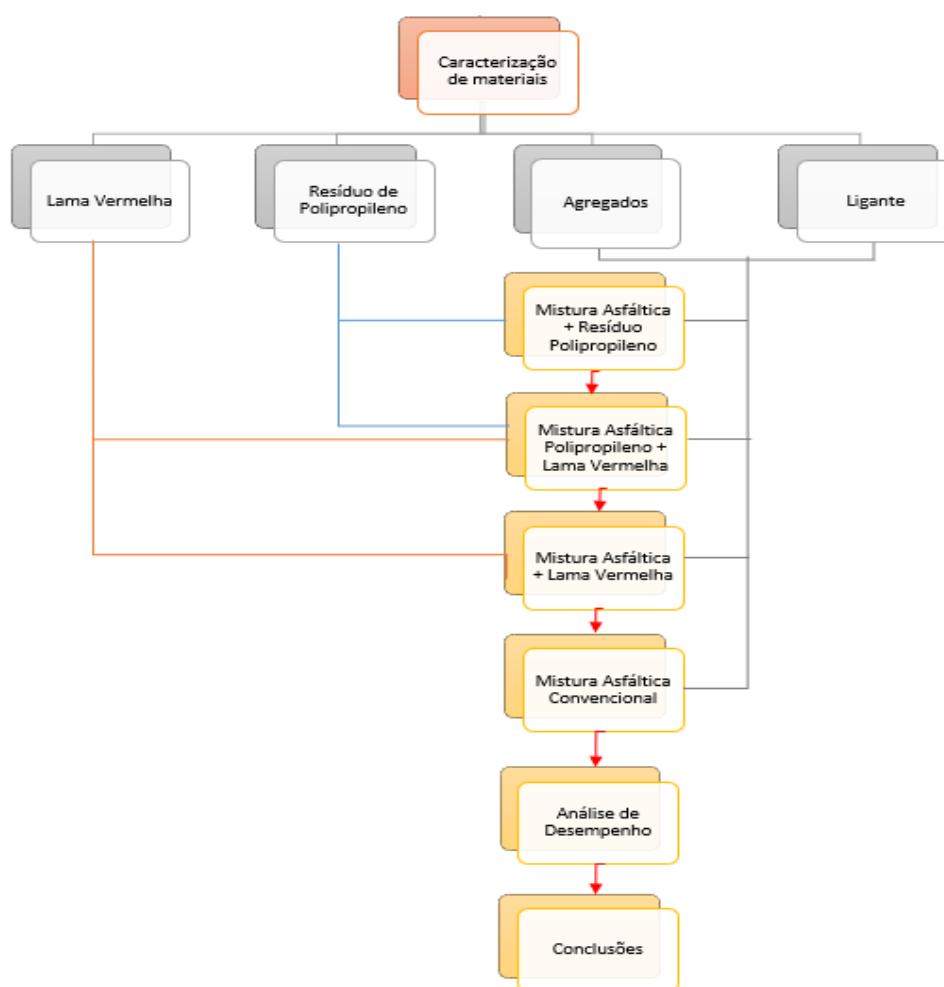 Caracterização
de materiais
Lama Vermelha
Resíduo de
Polipropileno
Agregados
Ligante
Mistura Asfáltica
+ Resíduo
Polipropileno
Mistura Asfáltica
Polipropileno +
Lama Vermelha
Mistura Asfáltica
+ Lama Vermelha
Mistura Asfáltica
Convencional
Análise de
Desempenho
Conclusões